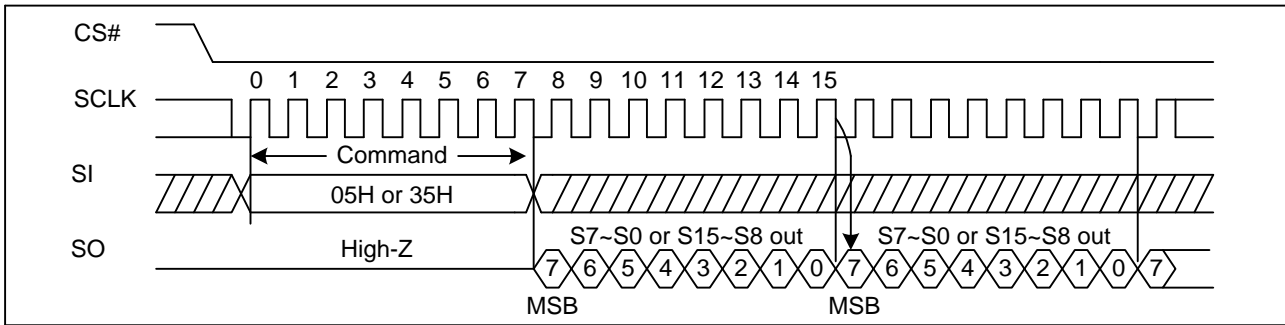 CS#
0 1 2 3 4 5 6 7 8 9 10 11 12 13 14 15
SCLK
Command
SI
05H or 35H
S7~S0 or S15~S8 out S7~S0 or S15~S8 out
SO High-Z
7 6 5 4 3 2 1 0 7 6 5 4 3 2 1 0 7
MSB MSB